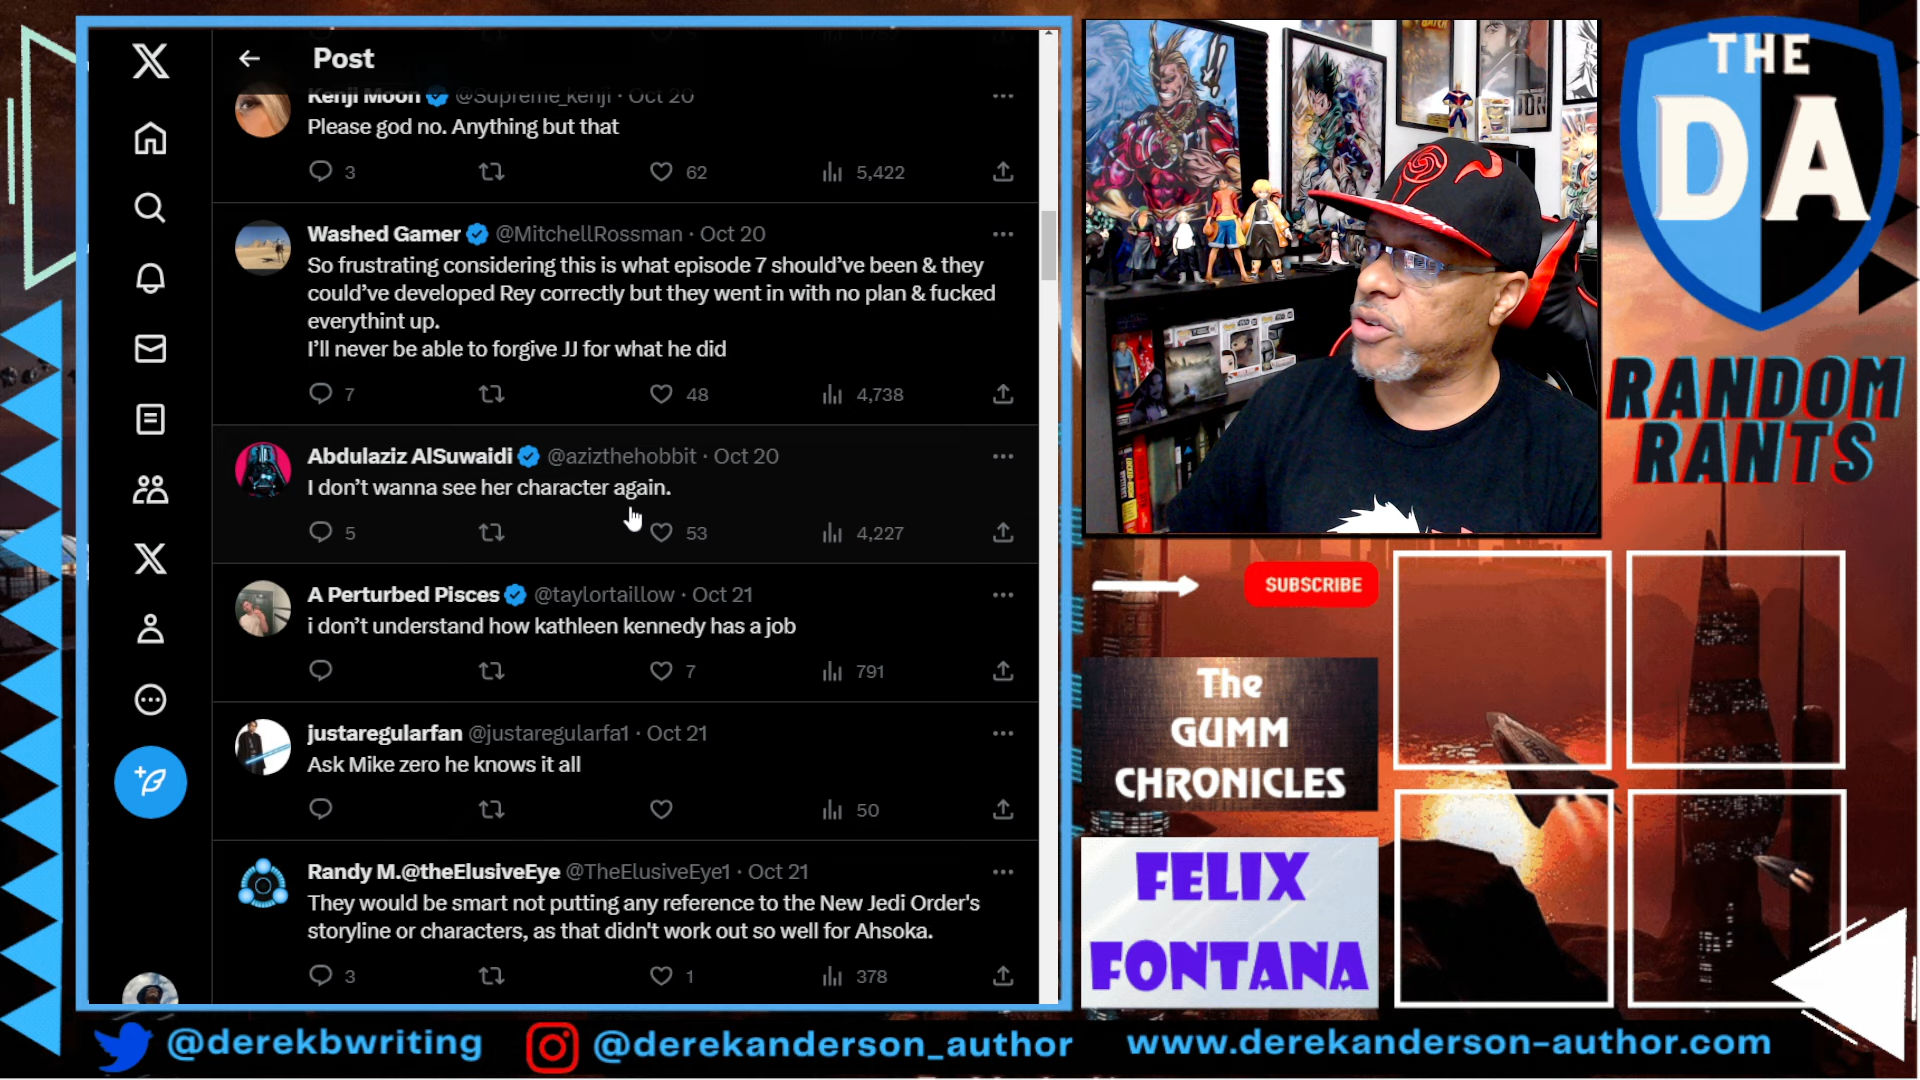 Post
Kenji Moon @Supreme_kenji · Oct 20
Please god no. Anything but that
3 62 5,422
Washed Gamer @MitchellRossman · Oct 20
So frustrating considering this is what episode 7 should've been & they
could've developed Rey correctly but they went in with no plan & fucked
everythint up.
I'll never be able to forgive JJ for what he did
7 48 4,738
Abdulaziz AlSuwaidi @azizthehobbit · Oct 20
I don't wanna see her character again.
5 53 4,227
A Perturbed Pisces @taylortaillow · Oct 21
i don't understand how kathleen kennedy has a job
7 791
justaregularfan @justaregularfa1 · Oct 21
Ask Mike zero he knows it all
50
Randy M.@theElusiveEye @TheElusiveEye1 · Oct 21
They would be smart not putting any reference to the New Jedi Order's
storyline or characters, as that didn't work out so well for Ahsoka.
3 1 378
THE
DA
RANDOM
RANTS
SUBSCRIBE
The
GUMM
CHRONICLES
FELIX
FONTANA
@derekbwriting
@derekanderson_author
www.derekanderson-author.com